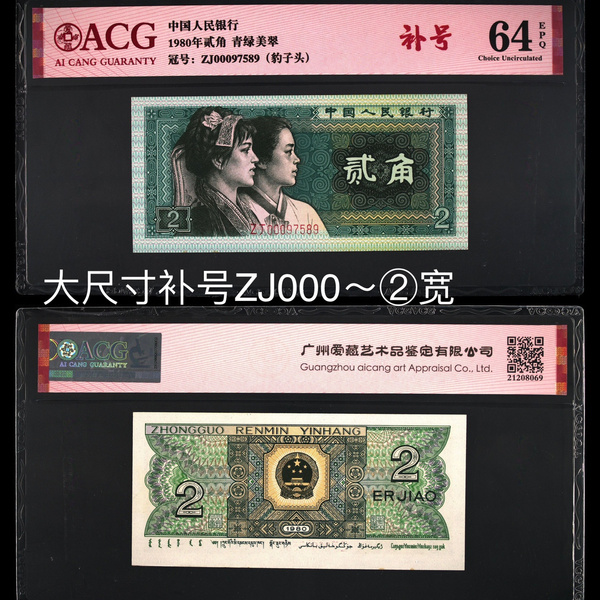 ACG
AI CANG GUARANTY
中国人民银行
1980年贰角 青绿美翠
冠号：ZJ00097589（豹子头）
补号
64
EPQ
Choice Uncirculated
中国人民银行
贰角
2
2
ZJ00097589
大尺寸补号ZJ000～②宽
ACG
AI CANG GUARANTY
广州爱藏艺术品鉴定有限公司
Guangzhou aicang art Appraisal Co., Ltd.
21208069
ZHONGGUO RENMIN YINHANG
2
2
ER JIAO
1980